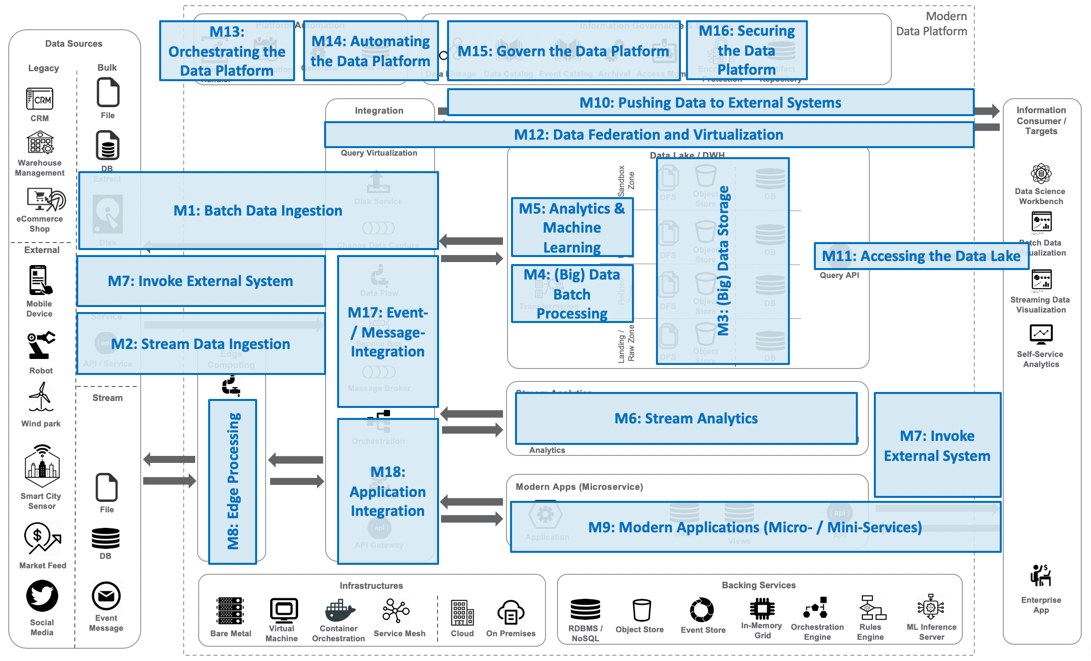 Modern
Data Platform
M13:
Orchestrating the
Data Platform
M14: Automating
the Data Platform
M15: Govern the Data Platform
M16: Securing
the Data
Platform
Data Sources
Legacy
Bulk
CRM
CRM
Warehouse
Management
eCommerce
Shop
External
Mobile
Device
Robot
Wind park
Smart City
Sensor
Market Feed
Social
Media
File
DB
Stream
File
DB
Event
Message
Integration
M10: Pushing Data to External Systems
M12: Data Federation and Virtualization
Query Virtualization
Data Lake / DWH
M1: Batch Data Ingestion
M7: Invoke External System
M2: Stream Data Ingestion
M17: Event-
/ Message-
Integration
Message Broker
Orchestration
M18:
Application
Integration
API Gateway
M8: Edge Processing
Sandbox
Zone
Landing /
Raw Zone
M5: Analytics &
Machine
Learning
M4: (Big) Data
Batch
Processing
M3: (Big) Data Storage
M11: Accessing the Data Lake
Query API
M6: Stream Analytics
Analytics
M7: Invoke
External System
Modern Apps (Microservice)
M9: Modern Applications (Micro- / Mini-Services)
Application
Information
Consumer /
Targets
Data Science
Workbench
Streaming Data
Visualization
Self-Service
Analytics
Enterprise
App
Infrastructures
Bare Metal
Virtual
Machine
Container
Orchestration
Service Mesh
Cloud
On Premises
Backing Services
RDBMS /
NoSQL
Object Store
Event Store
In-Memory
Grid
Orchestration
Engine
Rules
Engine
ML Inference
Server